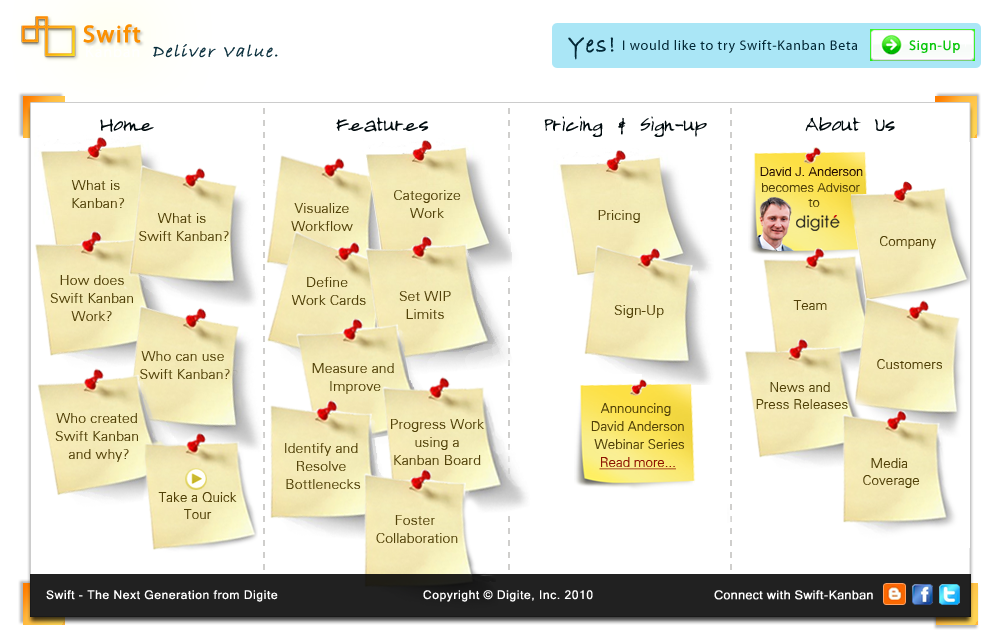 Swift
Deliver Value.
Yes! I would like to try Swift-Kanban Beta
Sign-Up
Home
What is
Kanban?
What is
Swift Kanban?
How does
Swift Kanban
Work?
Who can use
Swift Kanban?
Who created
Swift Kanban
and why?
Take a Quick
Tour
Features
Visualize
Workflow
Categorize
Work
Define
Work Cards
Set WIP
Limits
Measure and
Improve
Progress Work
using a
Kanban Board
Identify and
Resolve
Bottlenecks
Foster
Collaboration
Pricing & Sign-up
Pricing
Sign-Up
Announcing
David Anderson
Webinar Series
Read more...
About Us
David J. Anderson
becomes Advisor
to
digité
Company
Team
Customers
News and
Press Releases
Media
Coverage
Swift - The Next Generation from Digite
Copyright © Digite, Inc. 2010
Connect with Swift-Kanban